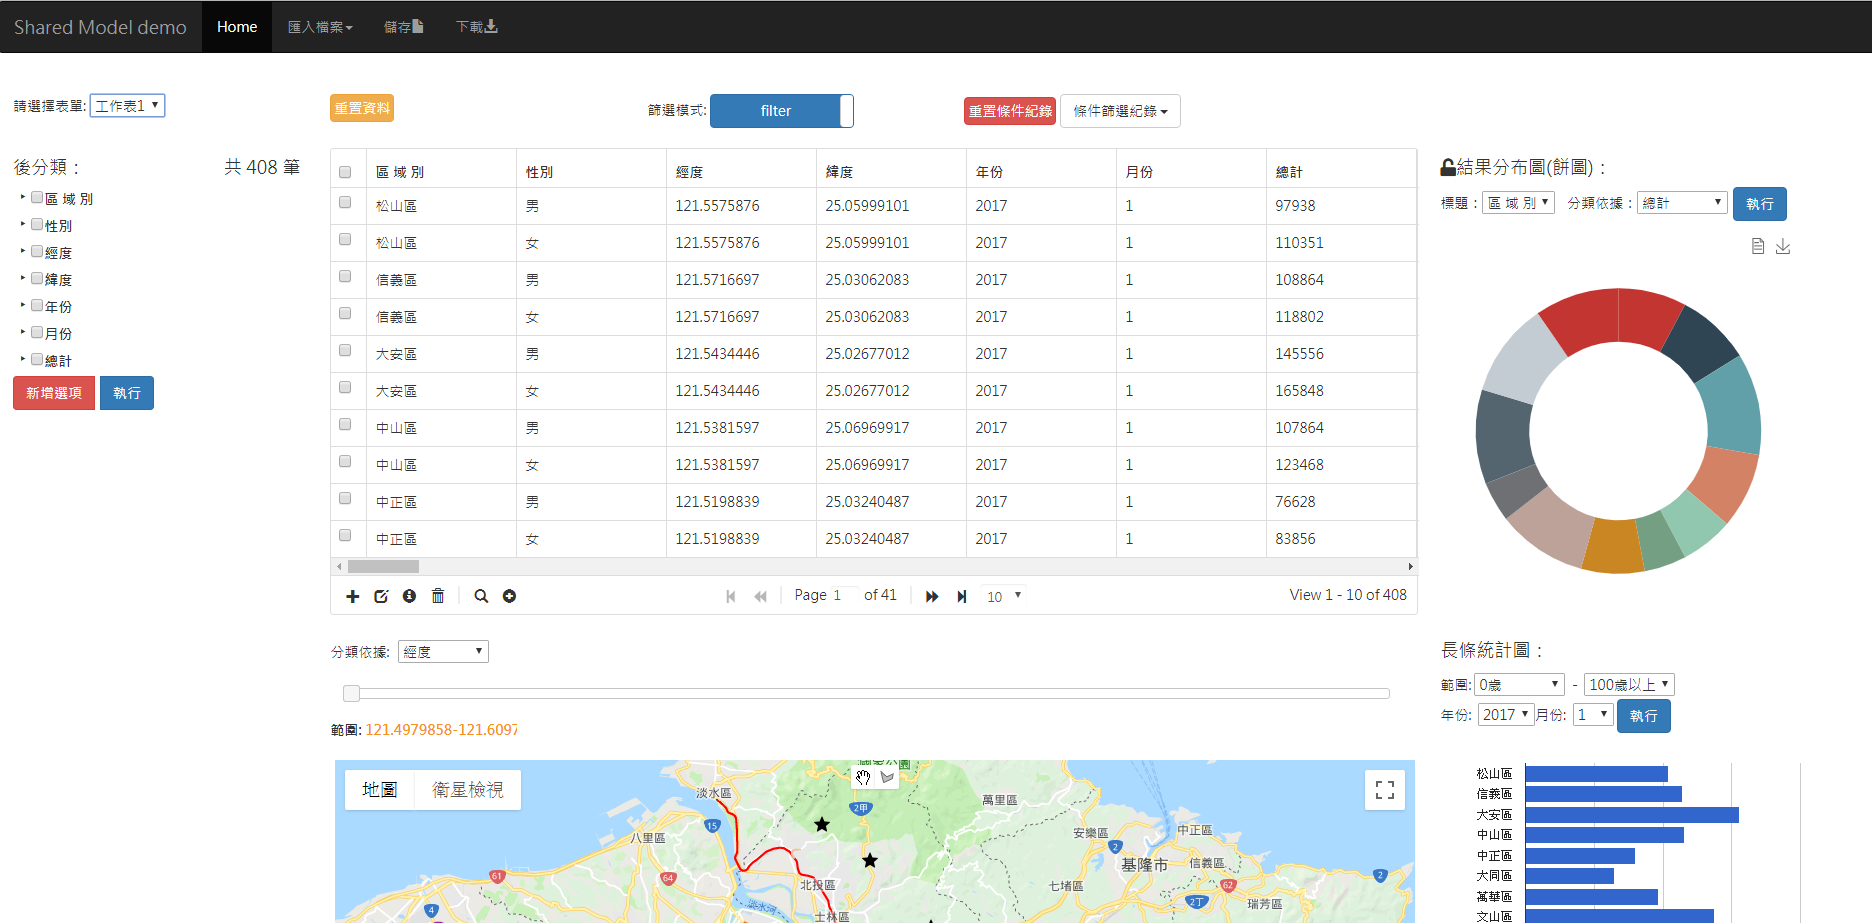 Shared Model demo Home 匯入檔案 儲存 下載
請選擇表單: 工作表1 重置資料 篩選模式: filter 重置條件紀錄 條件篩選紀錄
後分類： 共 408 筆
區 域 別
性別
經度
緯度
年份
月份
總計
新增選項 執行
區 域 別 性別 經度 緯度 年份 月份 總計
松山區 男 121.5575876 25.05999101 2017 1 97938
松山區 女 121.5575876 25.05999101 2017 1 110351
信義區 男 121.5716697 25.03062083 2017 1 108864
信義區 女 121.5716697 25.03062083 2017 1 118802
大安區 男 121.5434446 25.02677012 2017 1 145556
大安區 女 121.5434446 25.02677012 2017 1 165848
中山區 男 121.5381597 25.06969917 2017 1 107864
中山區 女 121.5381597 25.06969917 2017 1 123468
中正區 男 121.5198839 25.03240487 2017 1 76628
中正區 女 121.5198839 25.03240487 2017 1 83856
Page 1 of 41 10 View 1 - 10 of 408
分類依據: 經度
範圍: 121.4979858-121.6097
地圖 衛星檢視
淡水區
2甲
萬里區
15
八里區
安樂區
中正區
2
基隆市
信義區
61
64
北投區
七堵區
62
2
淡水河
2丁
瑞芳區
4
士林區
結果分布圖(餅圖)：
標題： 區 域 別 分類依據： 總計 執行
長條統計圖：
範圍: 0歲 - 100歲以上
年份: 2017 月份: 1 執行
松山區
信義區
大安區
中山區
中正區
大同區
萬華區
文山區